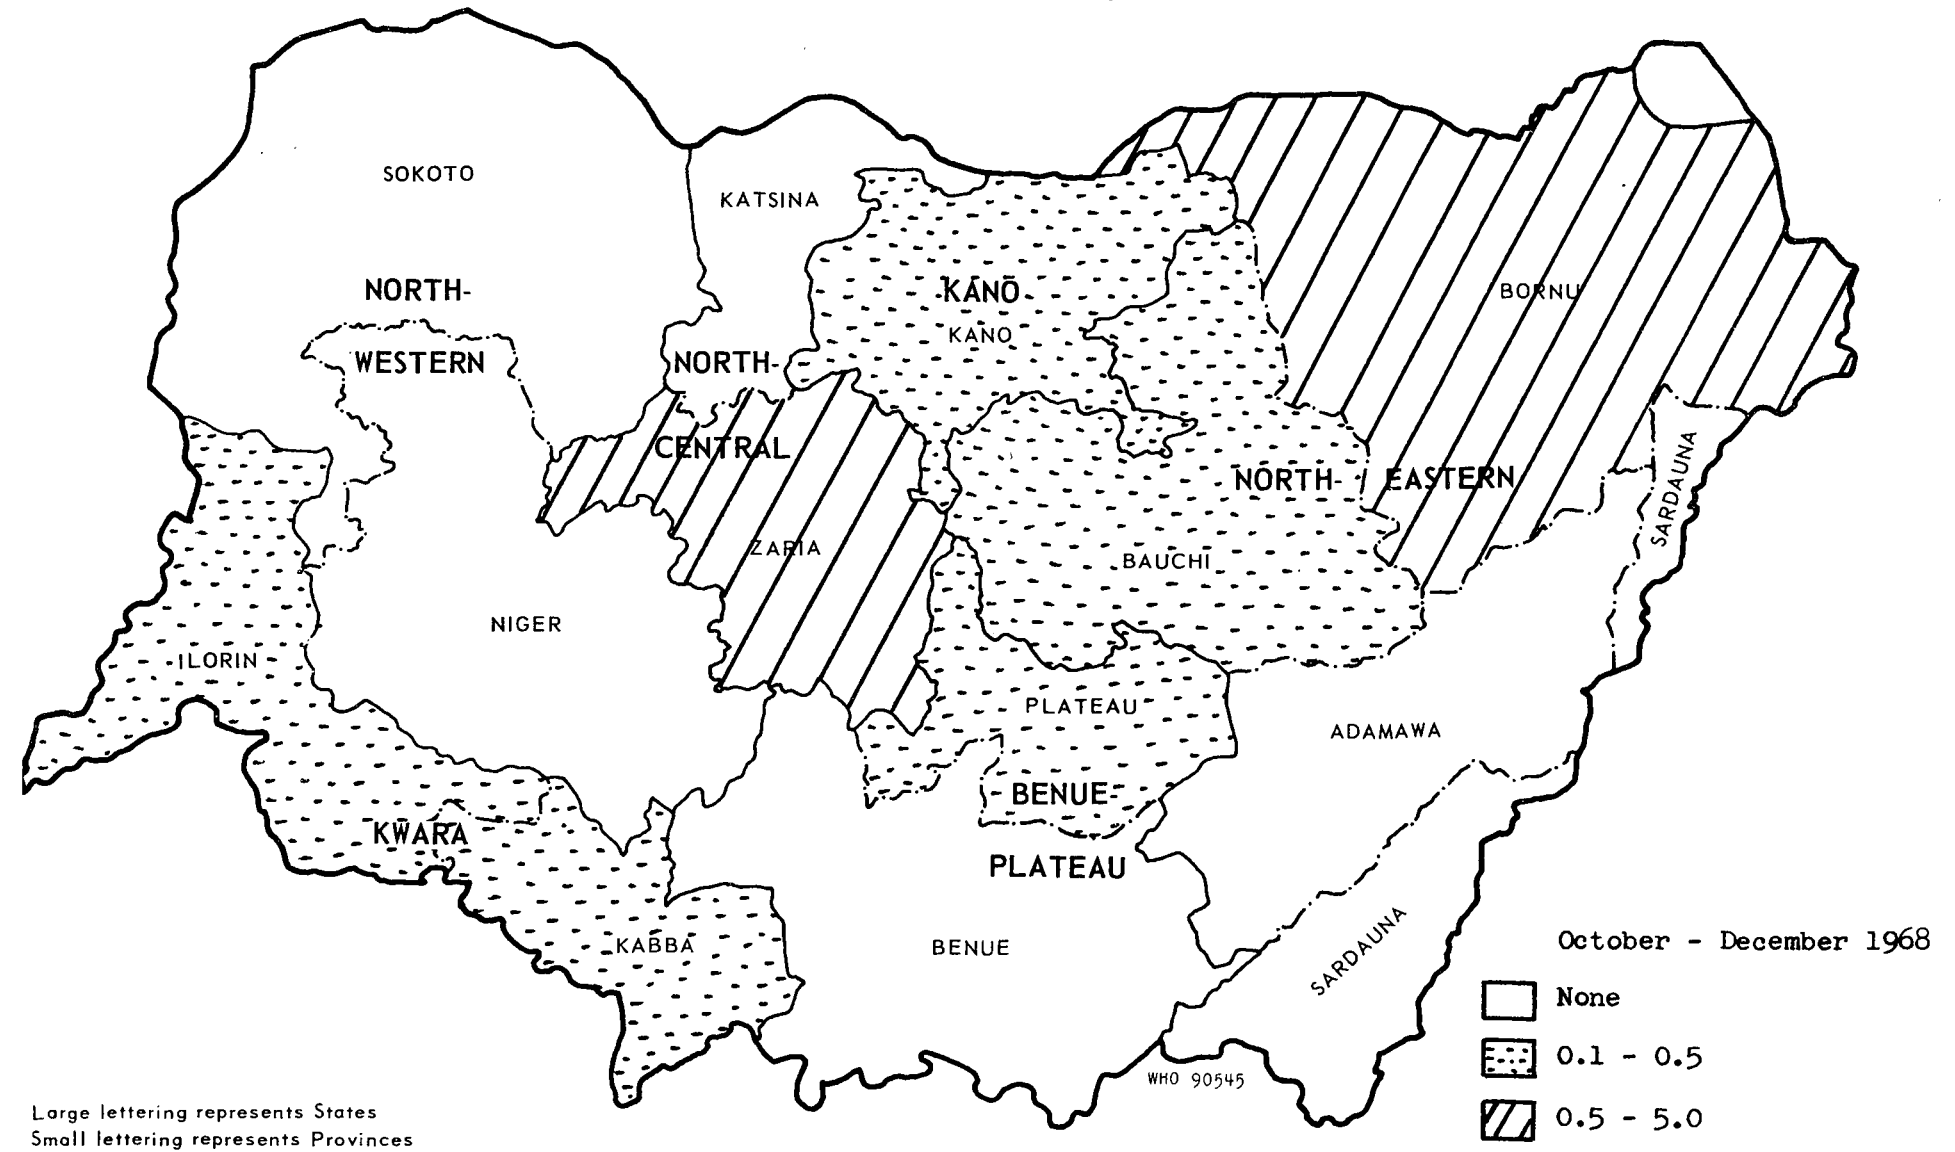 SOKOTO
KATSINA
NORTH-
WESTERN
KANO
KANO
BORNU
NORTH-
CENTRAL
NORTH-
EASTERN
SARDAUNA
ZARIA
BAUCHI
NIGER
ILORIN
PLATEAU
ADAMAWA
BENUE
PLATEAU
KWARA
KABBA
BENUE
SARDAUNA
October - December 1968
None
0.1 - 0.5
0.5 - 5.0
WHO 90545
Large lettering represents States
Small lettering represents Provinces